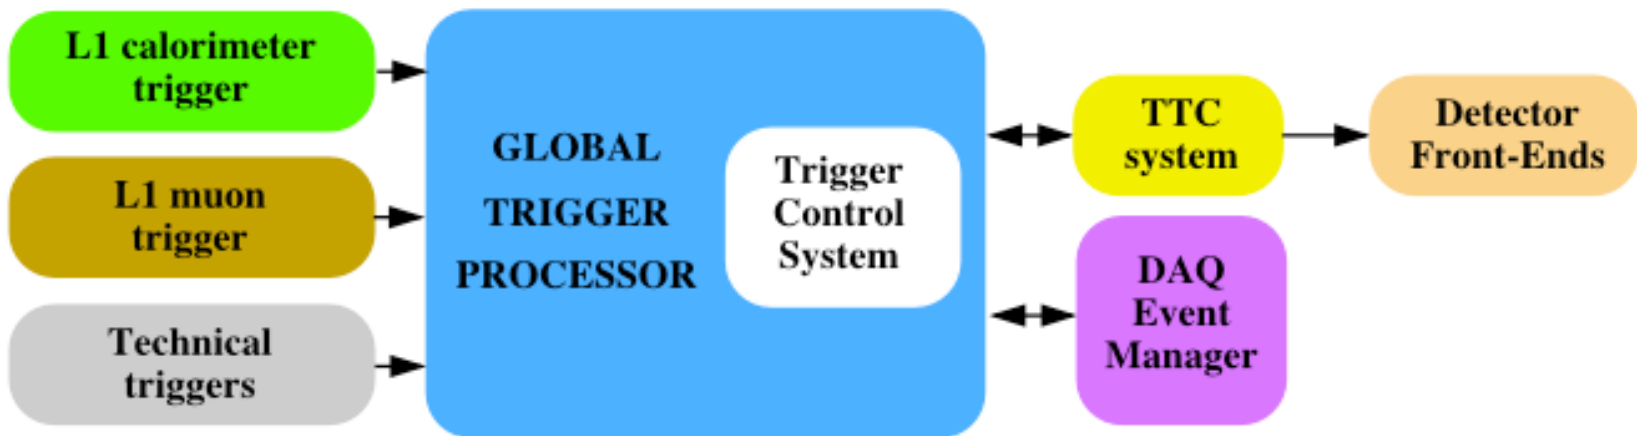 L1 calorimeter
trigger
L1 muon
trigger
Technical
triggers
GLOBAL
TRIGGER
PROCESSOR
Trigger
Control
System
TTC
system
Detector
Front-Ends
DAQ
Event
Manager